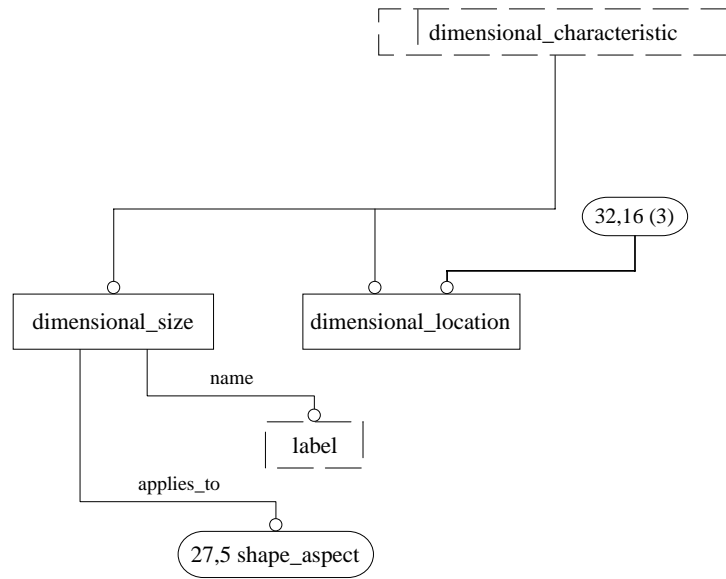 dimensional_characteristic
32,16 (3)
dimensional_size
dimensional_location
name
label
applies_to
27,5 shape_aspect